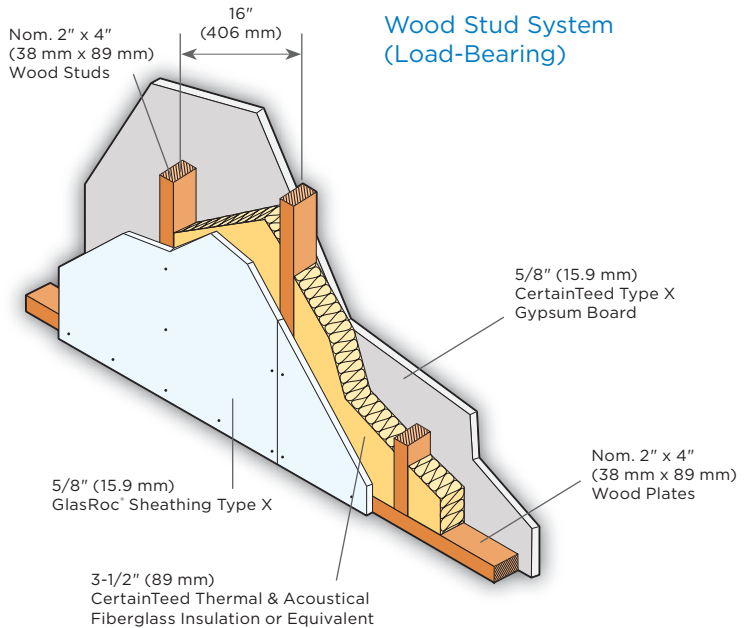 Wood Stud System
(Load-Bearing)
16"
(406 mm)
Nom. 2" x 4"
(38 mm x 89 mm)
Wood Studs
5/8" (15.9 mm)
CertainTeed Type X
Gypsum Board
Nom. 2" x 4"
(38 mm x 89 mm)
Wood Plates
5/8" (15.9 mm)
GlasRoc® Sheathing Type X
3-1/2" (89 mm)
CertainTeed Thermal & Acoustical
Fiberglass Insulation or Equivalent